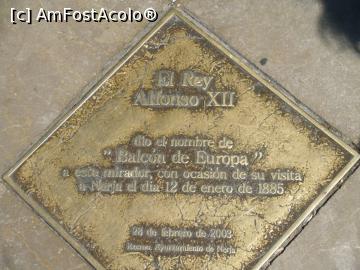 [c] AmFostAcolo®
El Rey
Alfonso XII
dio el nombre de
"Balcón de Europa"
a este mirador, con ocasión de su visita
a Nerja el día 12 de enero de 1885.
28 de febrero de 2003
Excmo. Ayuntamiento de Nerja